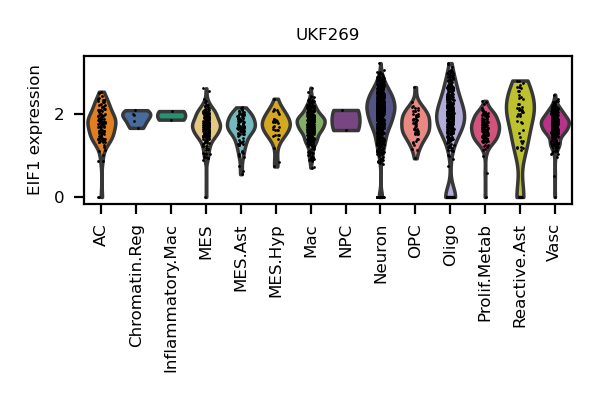 UKF269
EIF1 expression
2
0
AC
Chromatin.Reg
Inflammatory.Mac
MES
MES.Ast
MES.Hyp
Mac
NPC
Neuron
OPC
Oligo
Prolif.Metab
Reactive.Ast
Vasc